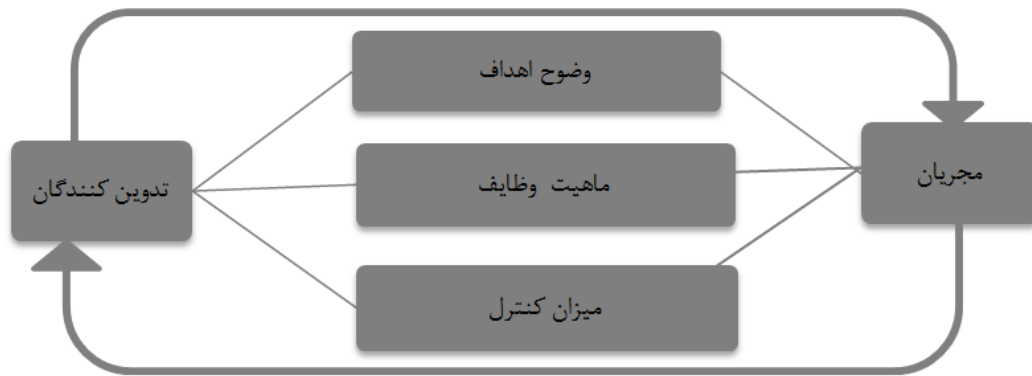 وضوح اهداف
مجریان
ماهیت وظایف
تدوین کنندگان
میزان کنترل